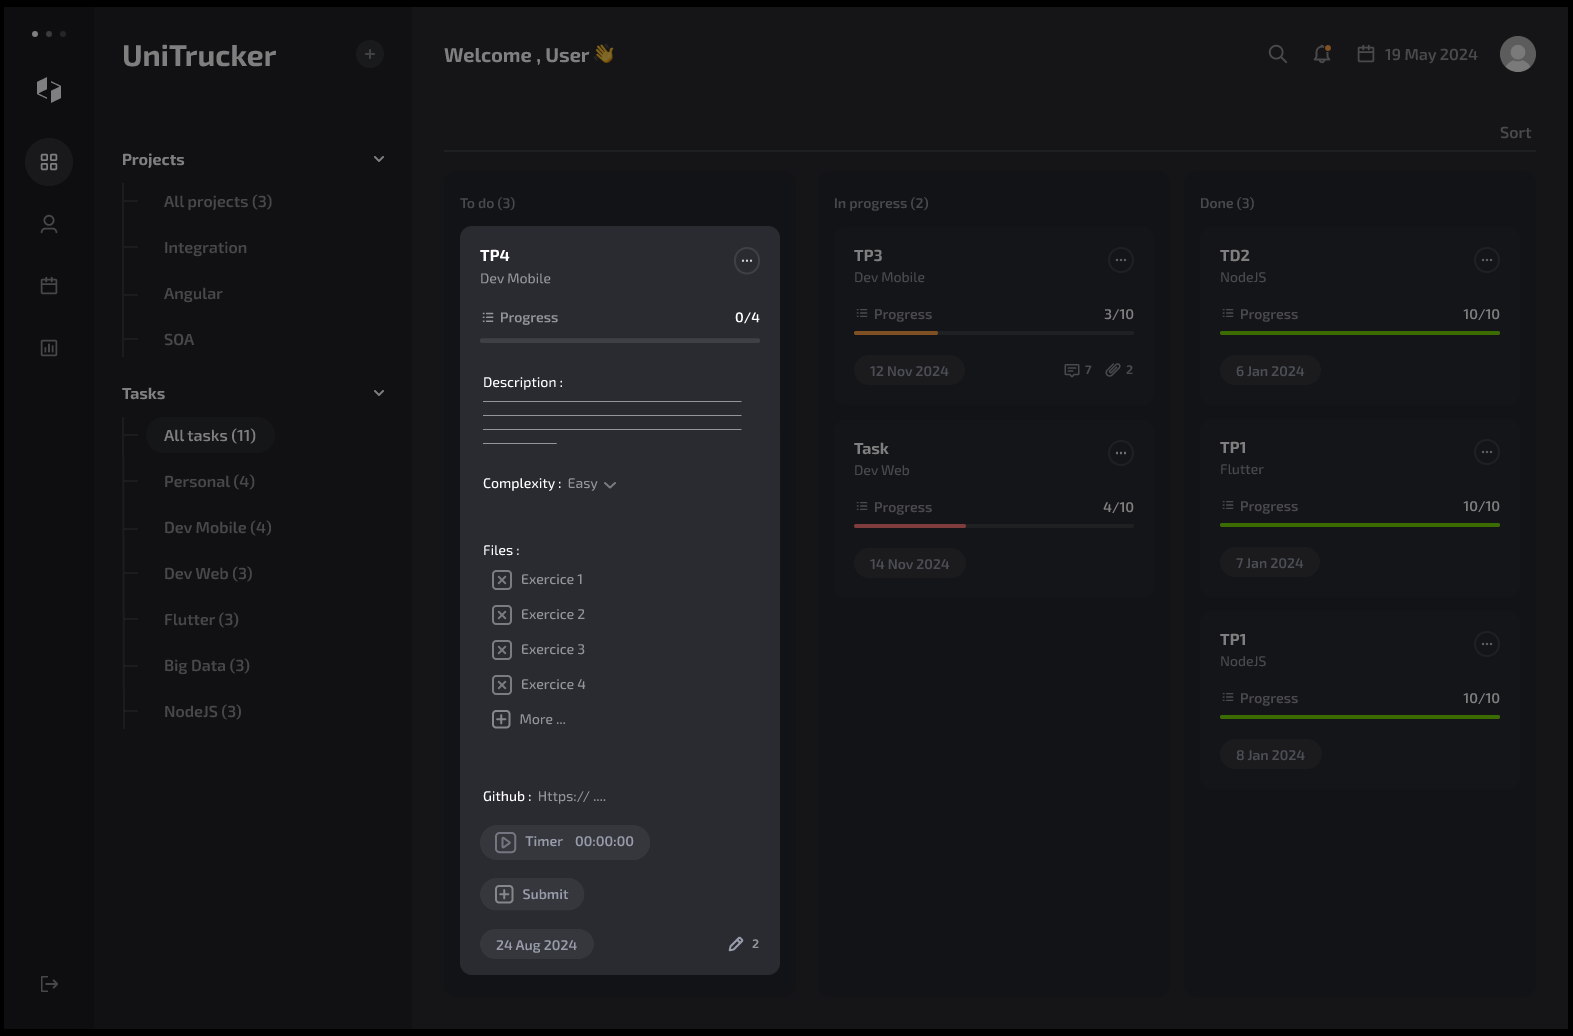 UniTrucker
Welcome , User 👋
19 May 2024
Sort
Projects
All projects (3)
Integration
Angular
SOA
Tasks
All tasks (11)
Personal (4)
Dev Mobile (4)
Dev Web (3)
Flutter (3)
Big Data (3)
NodeJS (3)
To do (3)
TP4
Dev Mobile
Progress 0/4
Description :
Complexity : Easy
Files :
Exercice 1
Exercice 2
Exercice 3
Exercice 4
More ...
Github : Https:// ....
Timer 00:00:00
Submit
24 Aug 2024 2
In progress (2)
TP3
Dev Mobile
Progress 3/10
12 Nov 2024 7 2
Task
Dev Web
Progress 4/10
14 Nov 2024
Done (3)
TD2
NodeJS
Progress 10/10
6 Jan 2024
TP1
Flutter
Progress 10/10
7 Jan 2024
TP1
NodeJS
Progress 10/10
8 Jan 2024